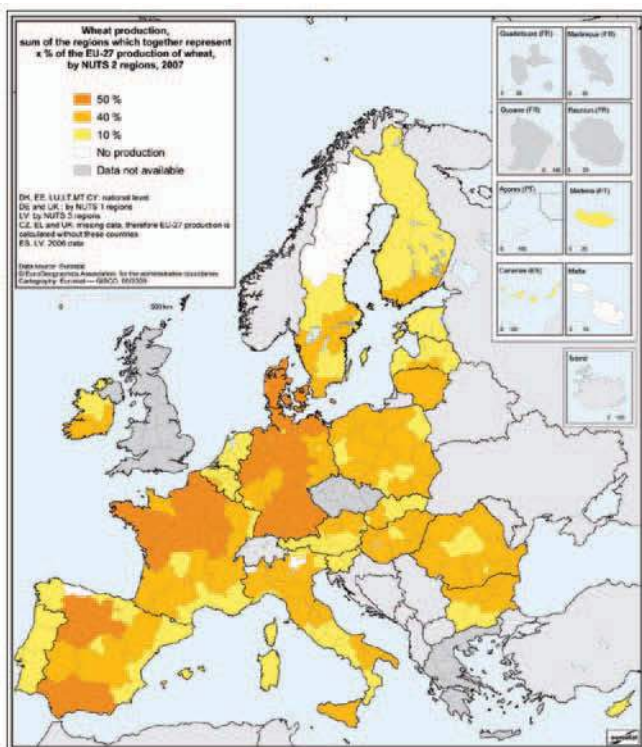 Wheat production,
sum of the regions which together represent
x % of the EU-27 production of wheat,
by NUTS 2 regions, 2007
50 %
40 %
10 %
No production
Data not available
DK, EE, LU, LT, MT CY: national level
DE and UK : by NUTS 1 regions
LV: by NUTS 3 regions
CZ, EL and UK: missing data, therefore EU-27 production is
calculated without these countries
ES, LV, 2006 data
Data source: Eurostat
© EuroGeographics Association, for the administrative boundaries
Cartography: Eurostat — GISCO, 05/2009
0
500 km
Guadeloupe (FR)
Martinique (FR)
Guyane (FR)
Réunion (FR)
Açores (PT)
Madeira (PT)
Canarias (ES)
Malta